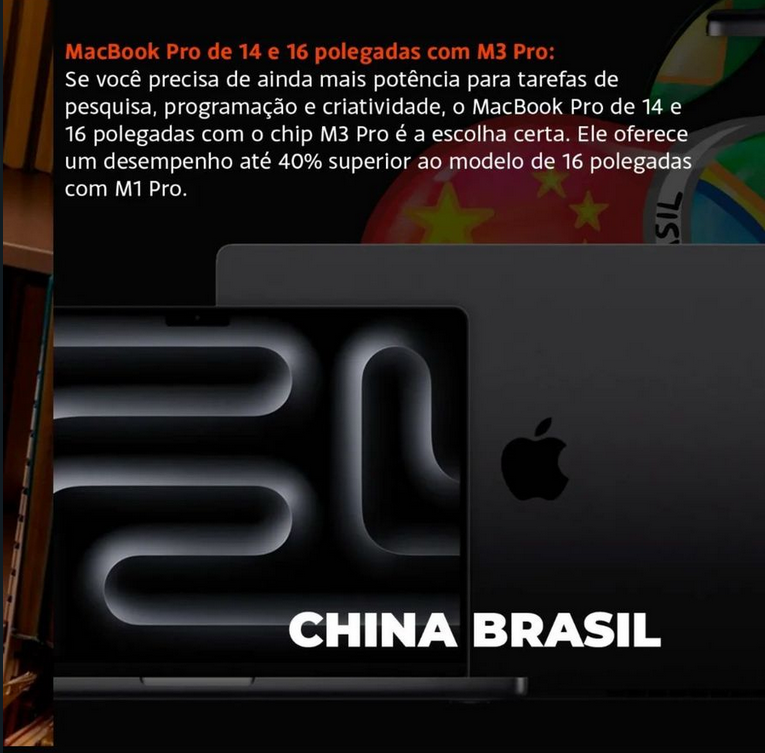 MacBook Pro de 14 e 16 polegadas com M3 Pro:
Se você precisa de ainda mais potência para tarefas de
pesquisa, programação e criatividade, o MacBook Pro de 14 e
16 polegadas com o chip M3 Pro é a escolha certa. Ele oferece
um desempenho até 40% superior ao modelo de 16 polegadas
com M1 Pro.
SIL
CHINA BRASIL